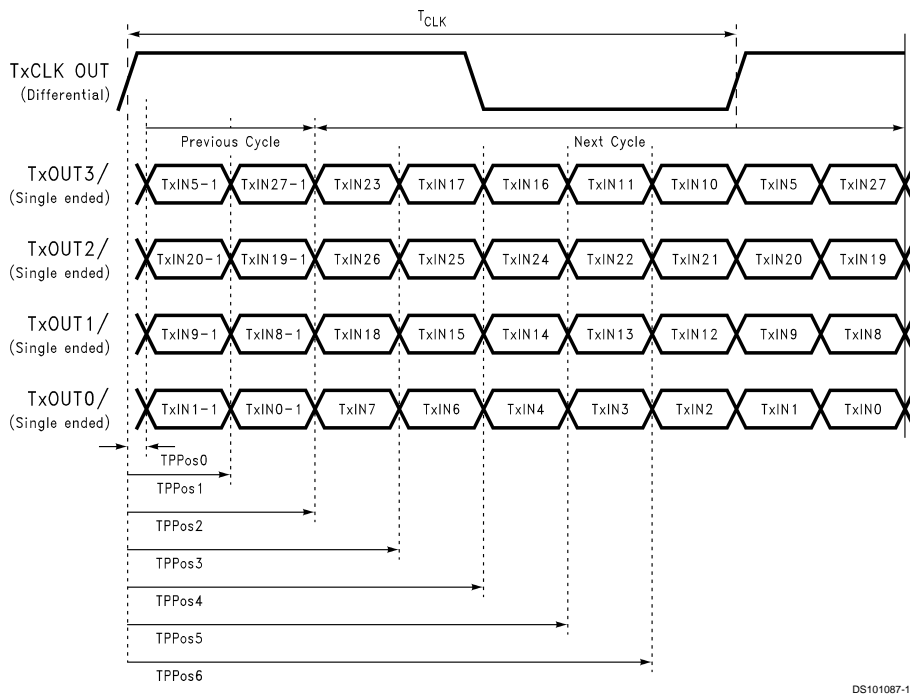 TCLK
TxCLK OUT
(Differential)
Previous Cycle
Next Cycle
TxOUT3/
(Single ended)
TxIN5-1 TxIN27-1 TxIN23 TxIN17 TxIN16 TxIN11 TxIN10 TxIN5 TxIN27
TxOUT2/
(Single ended)
TxIN20-1 TxIN19-1 TxIN26 TxIN25 TxIN24 TxIN22 TxIN21 TxIN20 TxIN19
TxOUT1/
(Single ended)
TxIN9-1 TxIN8-1 TxIN18 TxIN15 TxIN14 TxIN13 TxIN12 TxIN9 TxIN8
TxOUT0/
(Single ended)
TxIN1-1 TxIN0-1 TxIN7 TxIN6 TxIN4 TxIN3 TxIN2 TxIN1 TxIN0
TPPos0
TPPos1
TPPos2
TPPos3
TPPos4
TPPos5
TPPos6
DS101087-1